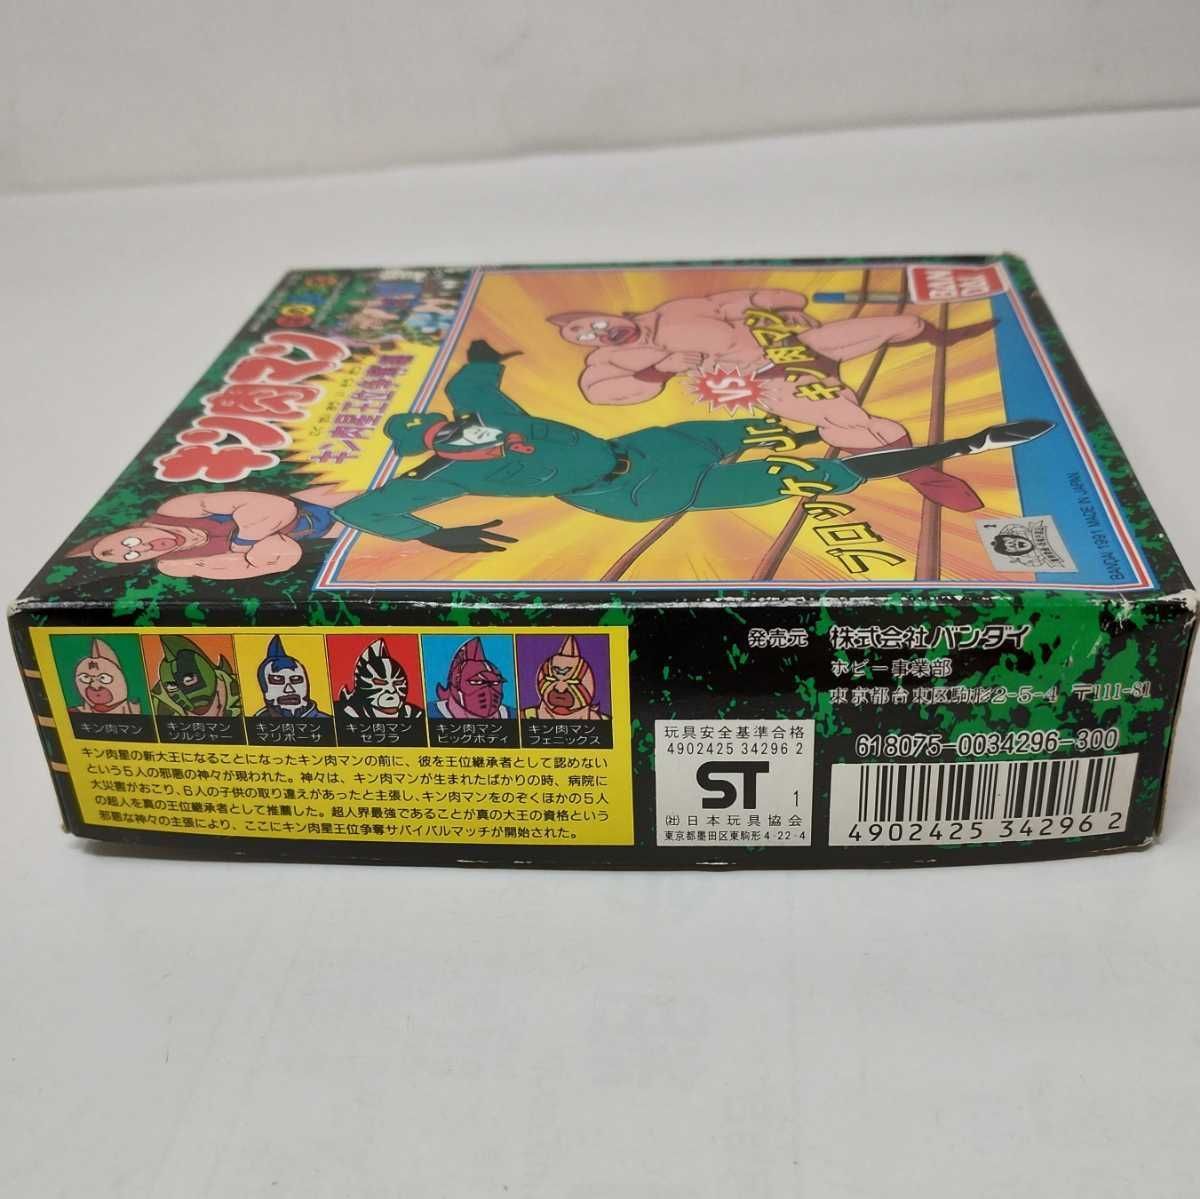 キン肉マン
キン肉星王位争奪編
BAN
DAI
VS
キン肉マン
ブロッケンJr.
BANDAI 1991 MADE IN JAPAN
キン肉マン
キン肉マン
ソルジャー
キン肉マン
マリポーサ
キン肉マン
ゼブラ
キン肉マン
ビッグボディ
キン肉マン
フェニックス
キン肉星の新大王になることになったキン肉マンの前に、彼を王位継承者として認めない
という5人の邪悪の神々が現われた。神々は、キン肉マンが生まれたばかりの時、病院に
大災害がおこり、6人の子供の取り違えがあったと主張し、キン肉マンをのぞくほかの5人
の超人を真の王位継承者として推薦した。超人界最強であることが真の大王の資格という
邪悪な神々の主張により、ここにキン肉星王位争奪サバイバルマッチが開始された。
発売元 株式会社バンダイ
ホビー事業部
東京都台東区駒形2-5-4 〒111-81
玩具安全基準合格
4902425 34296 2
ST 1
㈳日本玩具協会
東京都墨田区東駒形4-22-4
618075-0034296-300
4902425 34296 2